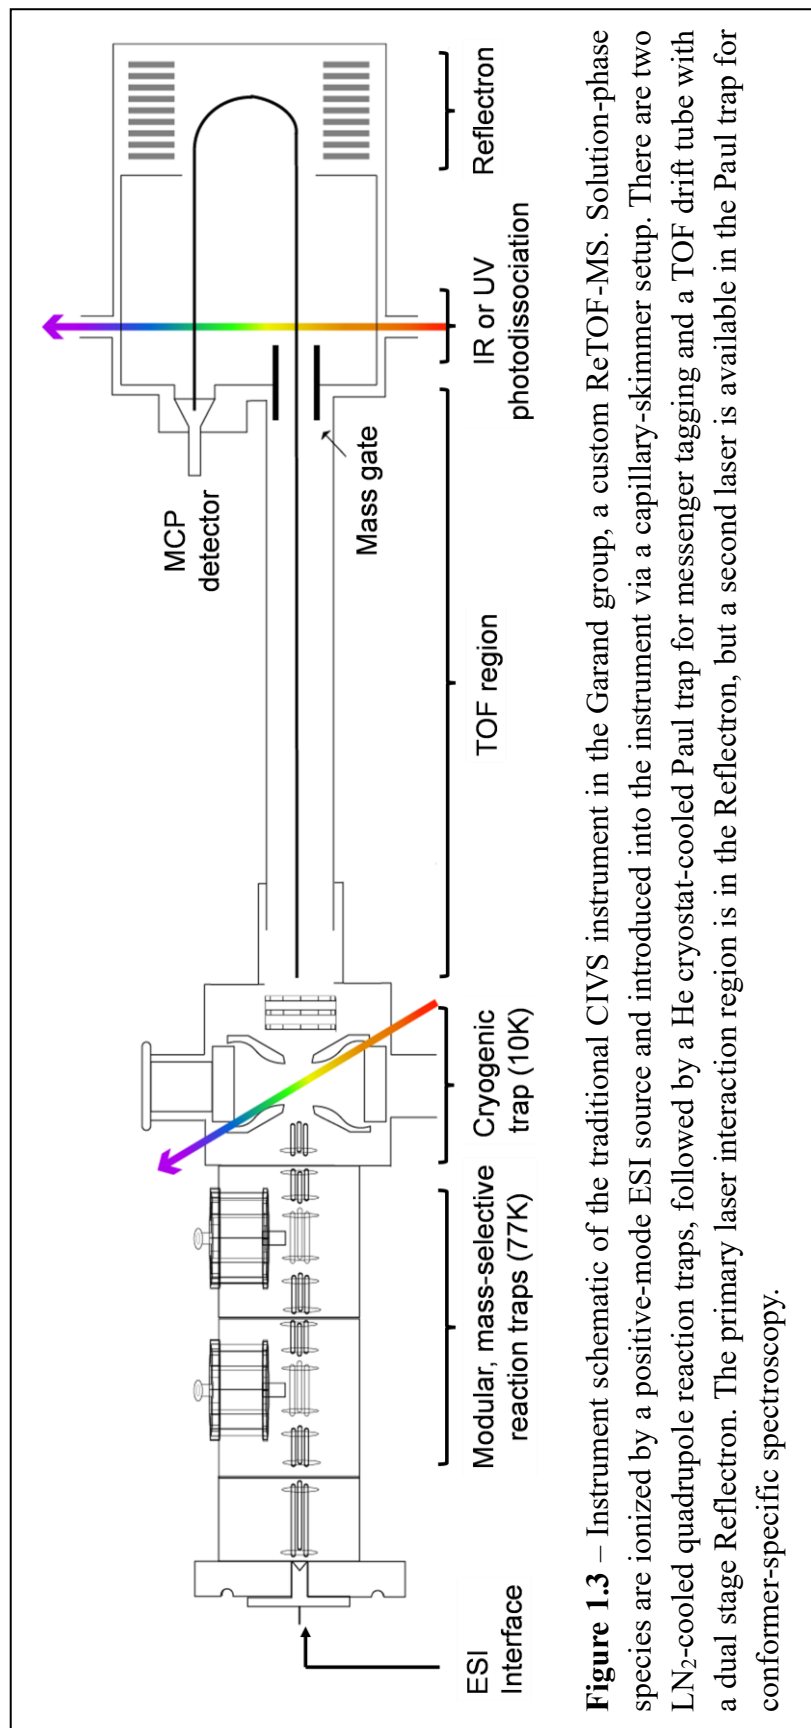 ESI
Interface
Modular, mass-selective
reaction traps (77K)
Cryogenic
trap (10K)
TOF region
MCP
detector
Mass gate
IR or UV
photodissociation
Reflectron
Figure 1.3 – Instrument schematic of the traditional CIVS instrument in the Garand group, a custom ReTOF-MS. Solution-phase
species are ionized by a positive-mode ESI source and introduced into the instrument via a capillary-skimmer setup. There are two
LN₂-cooled quadrupole reaction traps, followed by a He cryostat-cooled Paul trap for messenger tagging and a TOF drift tube with
a dual stage Reflectron. The primary laser interaction region is in the Reflectron, but a second laser is available in the Paul trap for
conformer-specific spectroscopy.